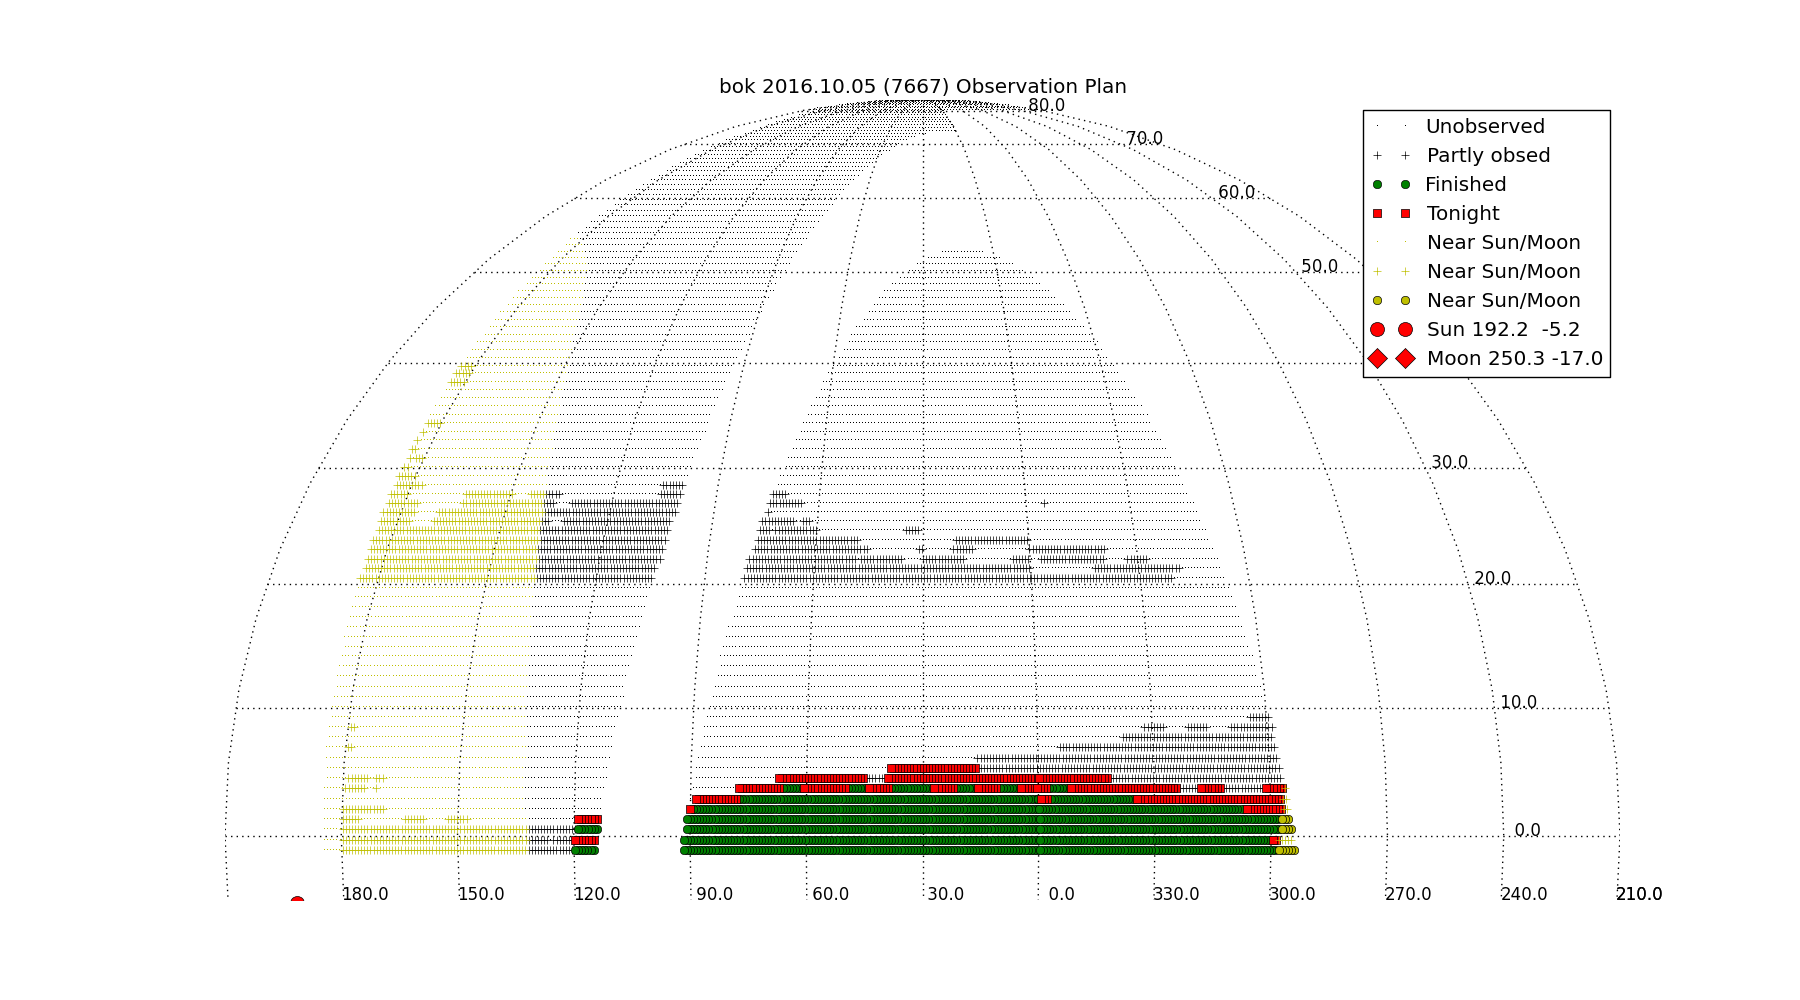 bok 2016.10.05 (7667) Observation Plan
80.0
70.0
60.0
50.0
30.0
20.0
10.0
0.0
Unobserved
Partly obsed
Finished
Tonight
Near Sun/Moon
Near Sun/Moon
Near Sun/Moon
Sun 192.2 -5.2
Moon 250.3 -17.0
180.0 150.0 120.0 90.0 60.0 30.0 0.0 330.0 300.0 270.0 240.0